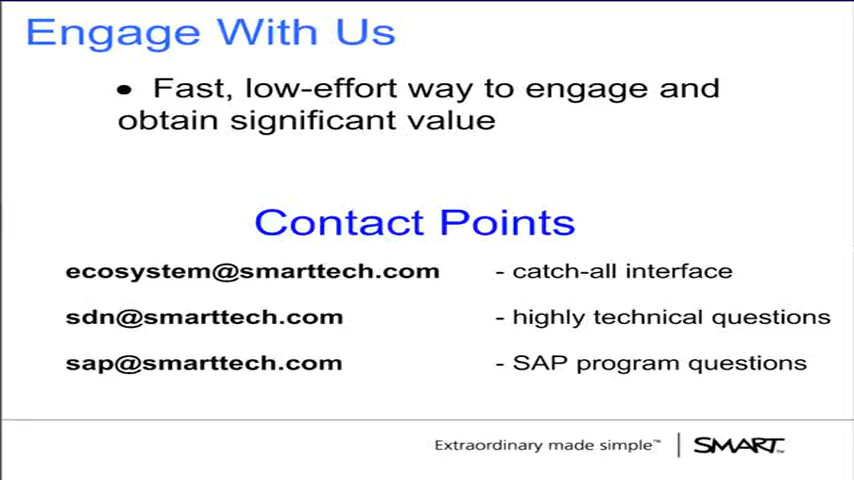 Engage With Us
● Fast, low-effort way to engage and
obtain significant value
Contact Points
ecosystem@smarttech.com - catch-all interface
sdn@smarttech.com - highly technical questions
sap@smarttech.com - SAP program questions
Extraordinary made simple™ | SMART™